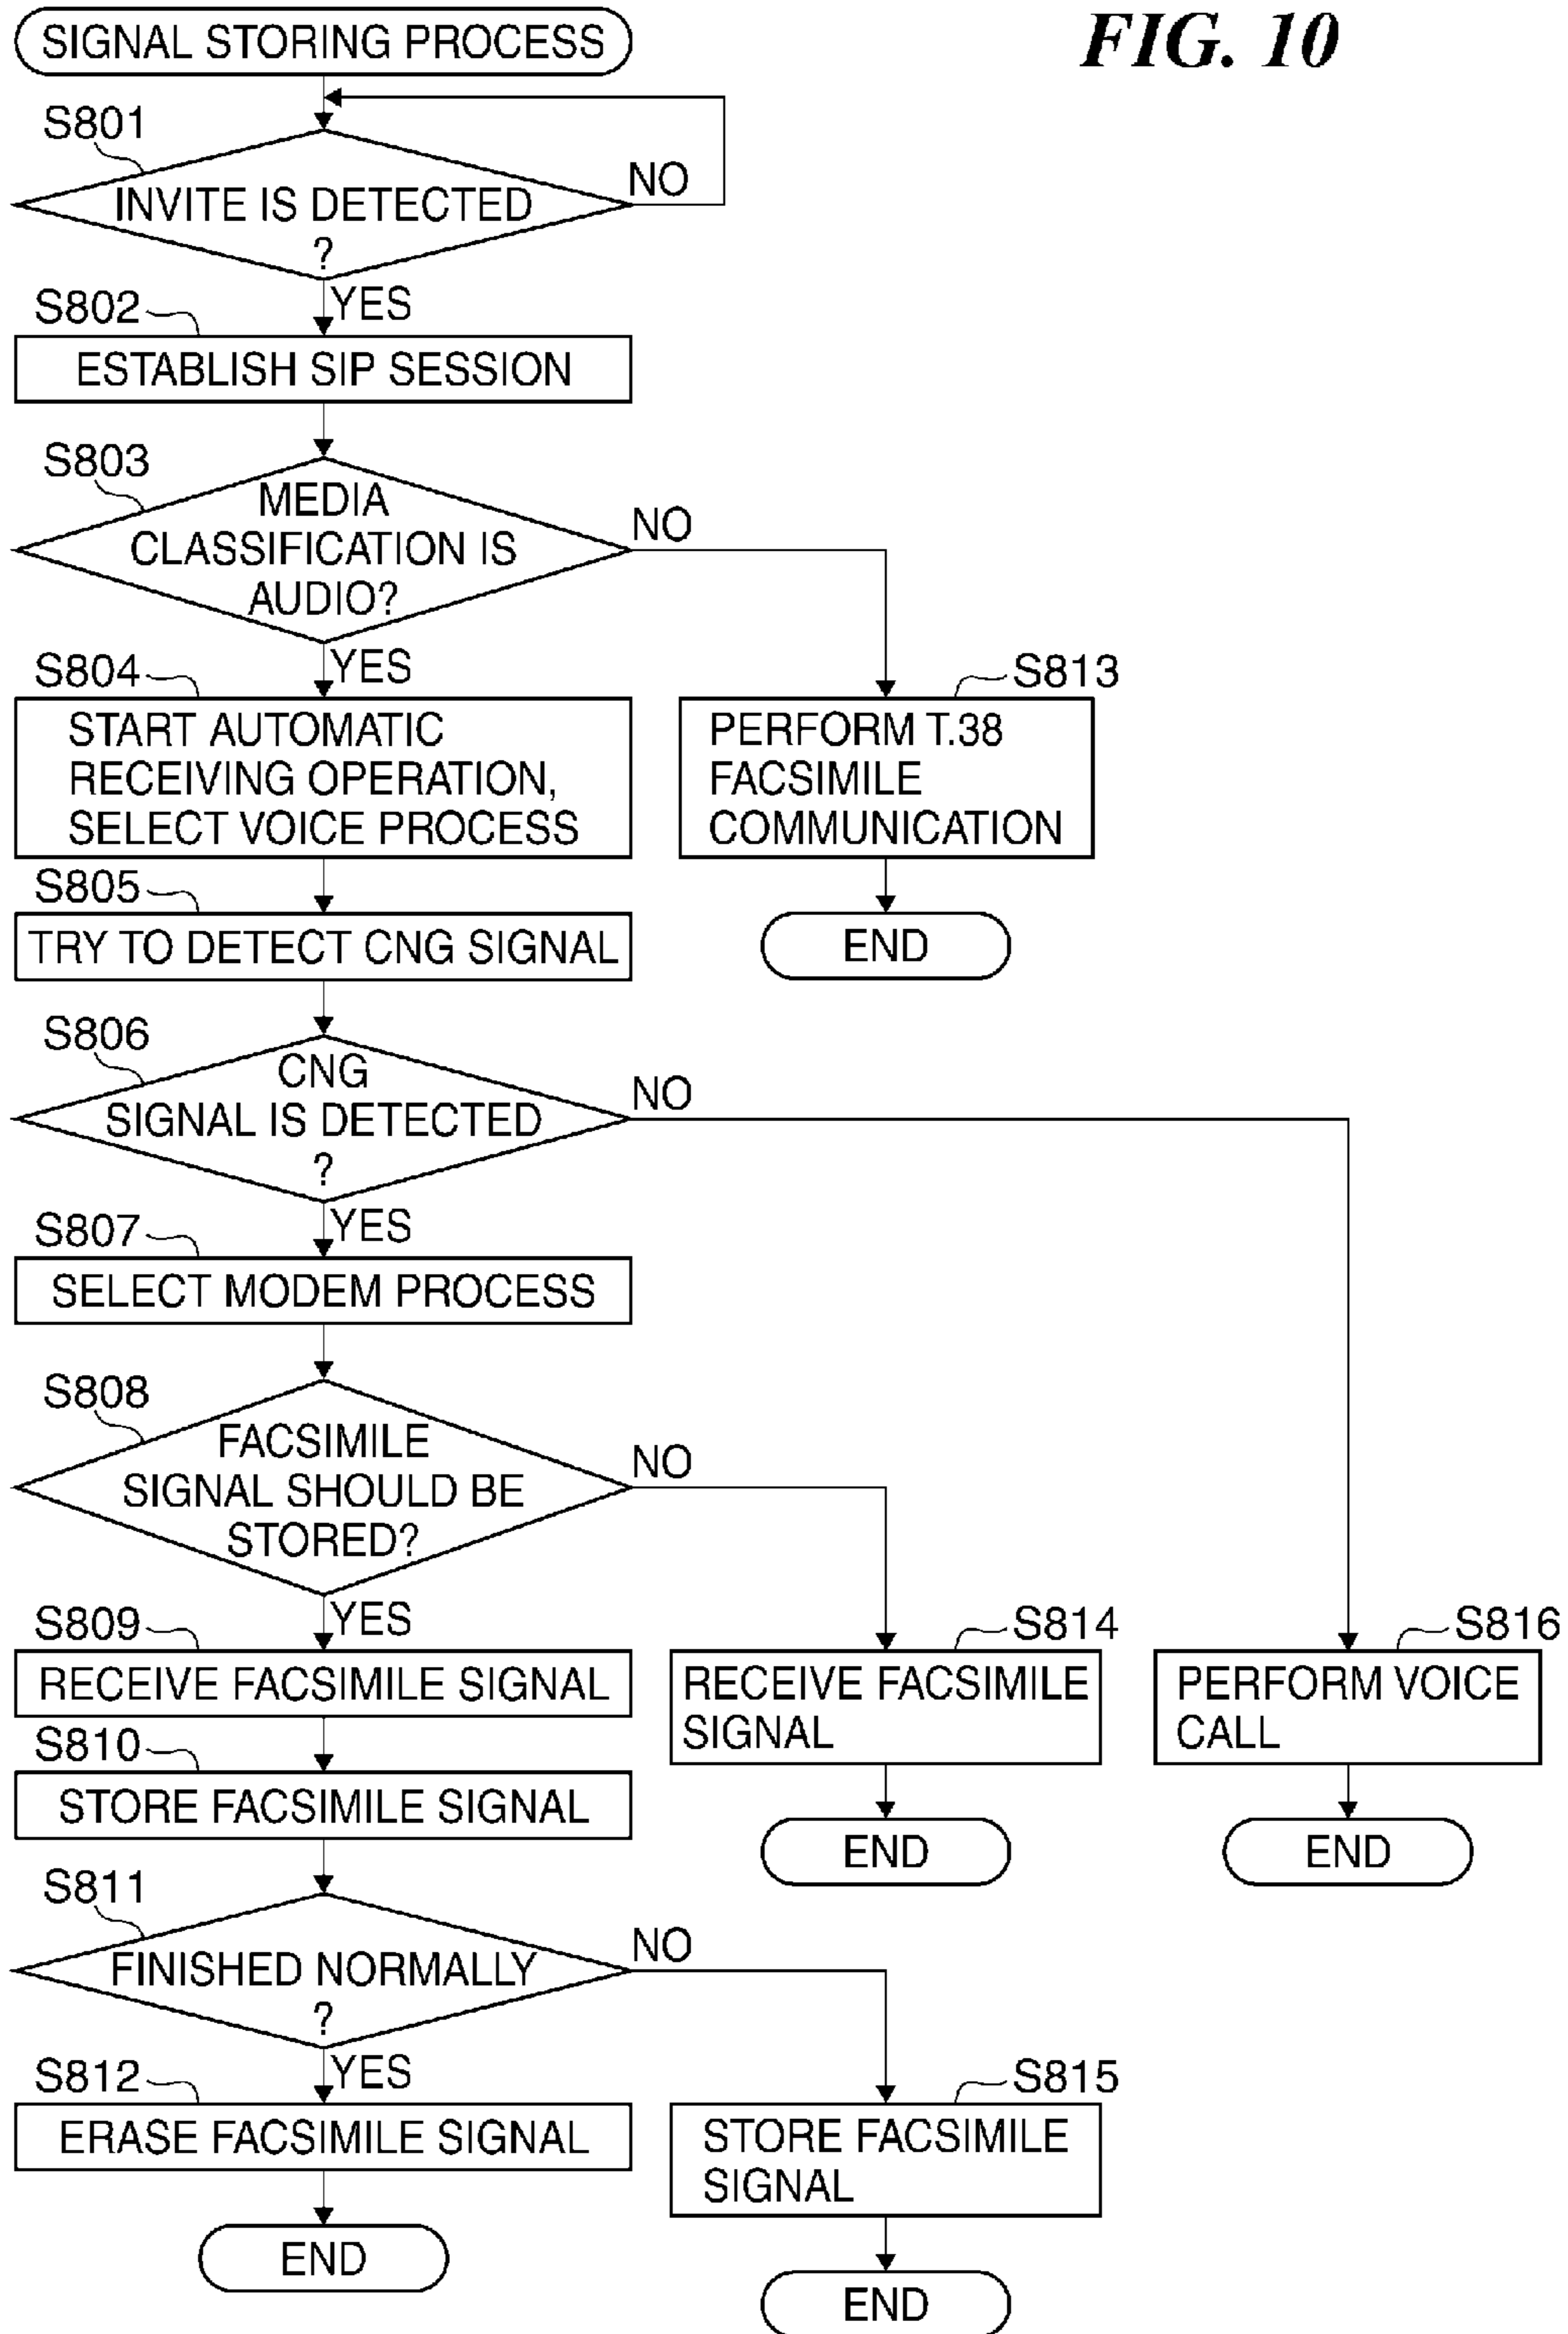 FIG. 10
SIGNAL STORING PROCESS
S801
INVITE IS DETECTED
?
NO
YES
S802
ESTABLISH SIP SESSION
S803
MEDIA
CLASSIFICATION IS
AUDIO?
NO
YES
S804
START AUTOMATIC
RECEIVING OPERATION,
SELECT VOICE PROCESS
S813
PERFORM T.38
FACSIMILE
COMMUNICATION
END
S805
TRY TO DETECT CNG SIGNAL
S806
CNG
SIGNAL IS DETECTED
?
NO
YES
S807
SELECT MODEM PROCESS
S808
FACSIMILE
SIGNAL SHOULD BE
STORED?
NO
YES
S809
RECEIVE FACSIMILE SIGNAL
S814
RECEIVE FACSIMILE
SIGNAL
END
S816
PERFORM VOICE
CALL
END
S810
STORE FACSIMILE SIGNAL
S811
FINISHED NORMALLY
?
NO
YES
S812
ERASE FACSIMILE SIGNAL
END
S815
STORE FACSIMILE
SIGNAL
END